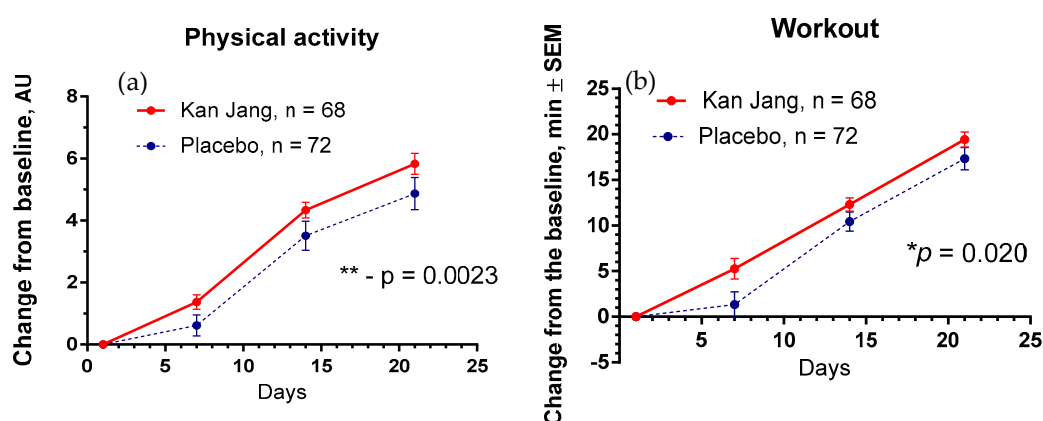 Physical activity
(a)
Change from baseline, AU
8
6
4
2
0
Kan Jang, n = 68
Placebo, n = 72
** - p = 0.0023
0 5 10 15 20 25
Days
Workout
(b)
Change from the baseline, min ± SEM
25
20
15
10
5
0
-5
Kan Jang, n = 68
Placebo, n = 72
*p = 0.020
5 10 15 20 25
Days